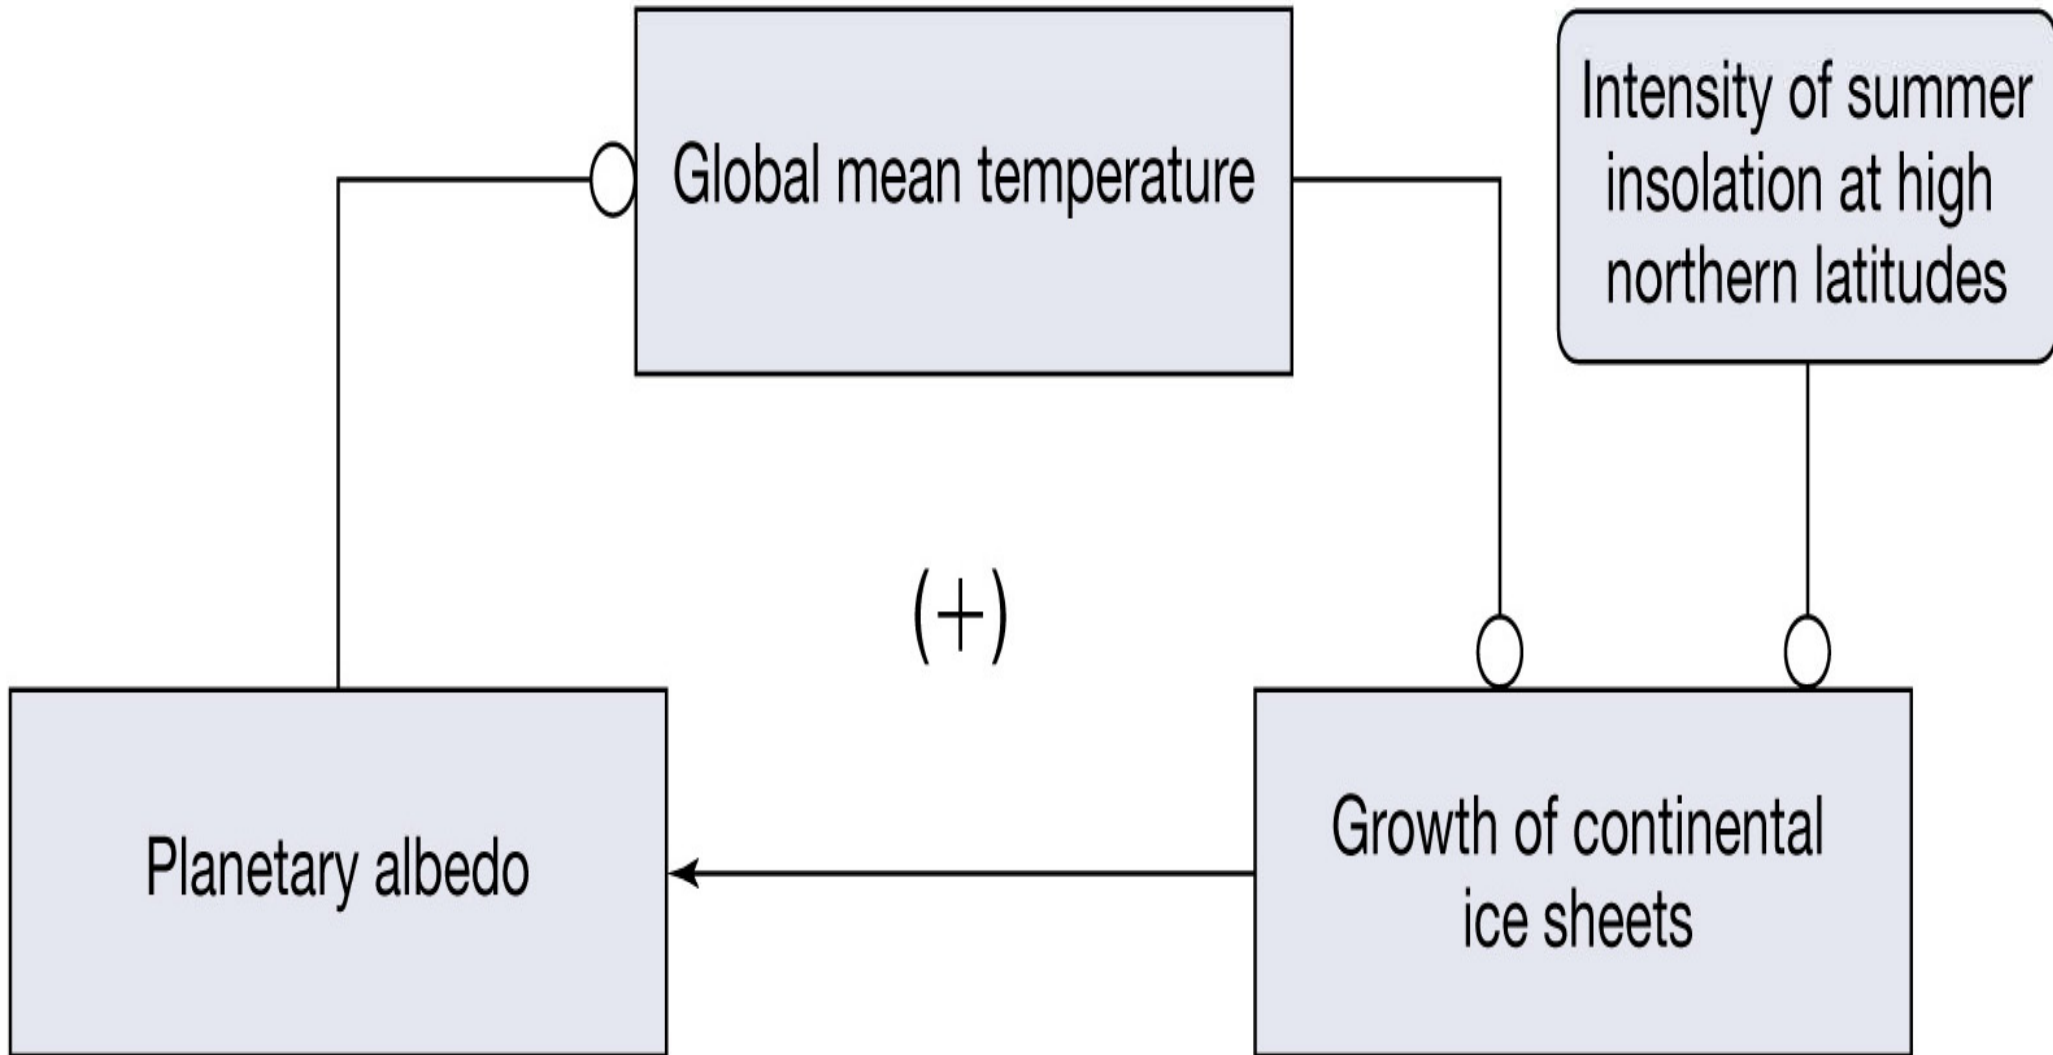 Global mean temperature
Intensity of summer
insolation at high
northern latitudes
(+)
Planetary albedo
Growth of continental
ice sheets